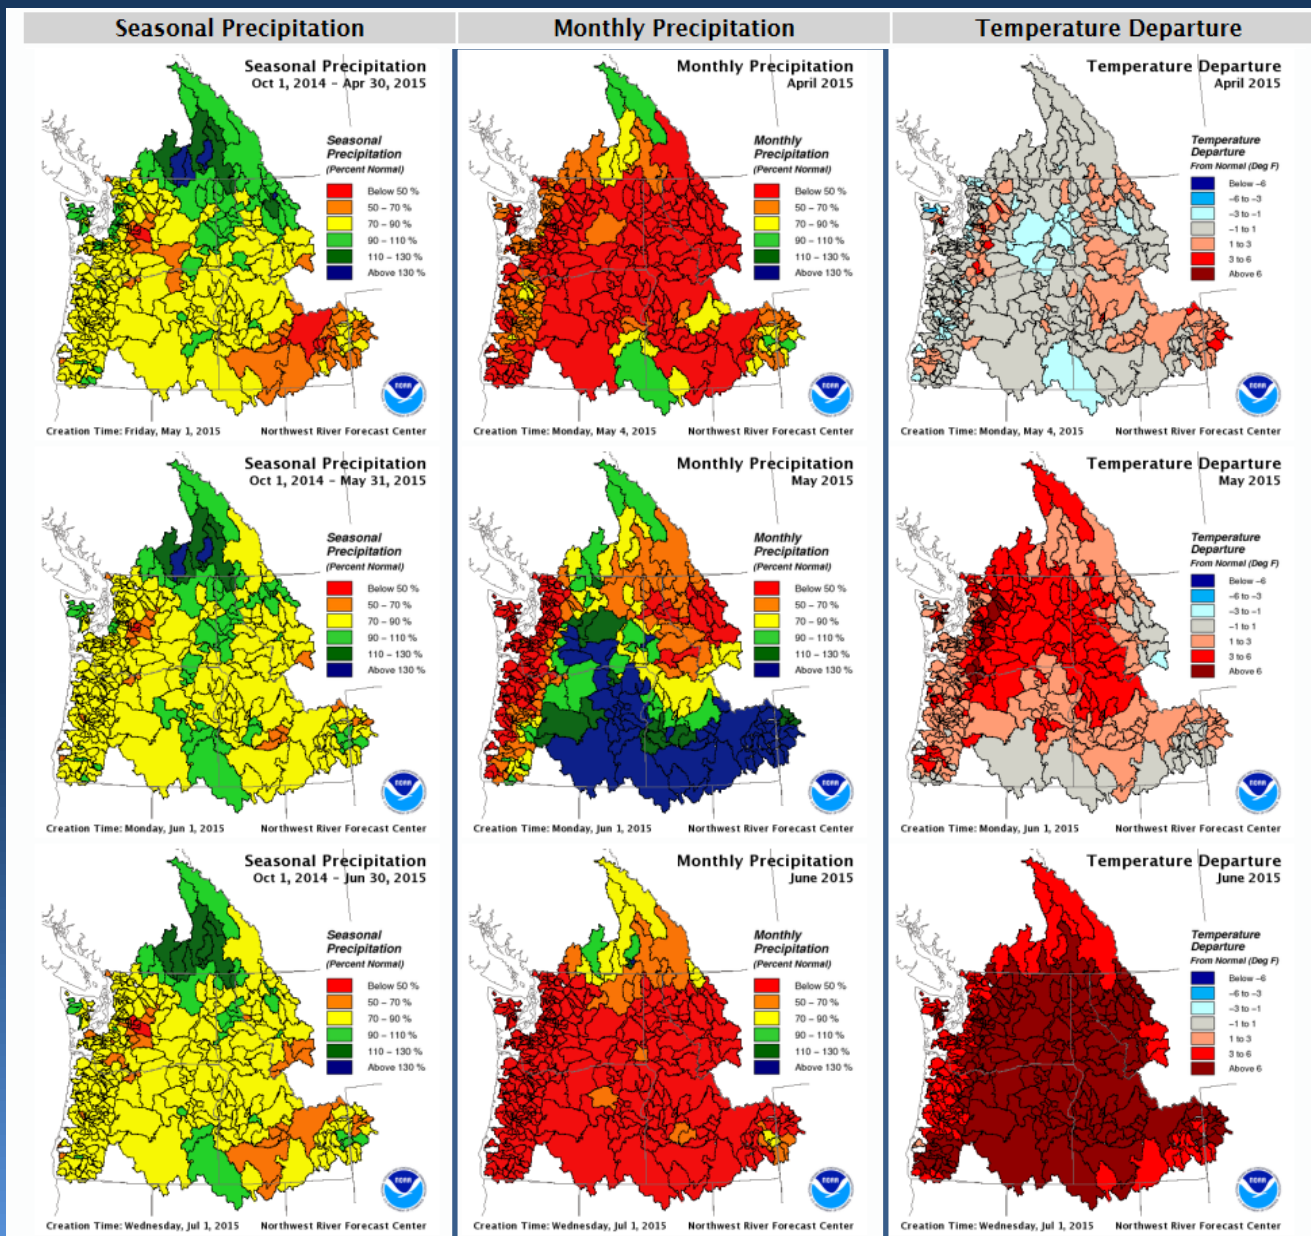 Seasonal Precipitation
Monthly Precipitation
Temperature Departure
Seasonal Precipitation
Oct 1, 2014 – Apr 30, 2015
Seasonal
Precipitation
(Percent Normal)
Below 50 %
50 – 70 %
70 – 90 %
90 – 110 %
110 – 130 %
Above 130 %
NOAA
Creation Time: Friday, May 1, 2015
Northwest River Forecast Center
Monthly Precipitation
April 2015
Monthly
Precipitation
(Percent Normal)
Below 50 %
50 – 70 %
70 – 90 %
90 – 110 %
110 – 130 %
Above 130 %
NOAA
Creation Time: Monday, May 4, 2015
Northwest River Forecast Center
Temperature Departure
April 2015
Temperature
Departure
From Normal (Deg F)
Below –6
–6 to –3
–3 to –1
–1 to 1
1 to 3
3 to 6
Above 6
NOAA
Creation Time: Monday, May 4, 2015
Northwest River Forecast Center
Seasonal Precipitation
Oct 1, 2014 – May 31, 2015
Seasonal
Precipitation
(Percent Normal)
Below 50 %
50 – 70 %
70 – 90 %
90 – 110 %
110 – 130 %
Above 130 %
NOAA
Creation Time: Monday, Jun 1, 2015
Northwest River Forecast Center
Monthly Precipitation
May 2015
Monthly
Precipitation
(Percent Normal)
Below 50 %
50 – 70 %
70 – 90 %
90 – 110 %
110 – 130 %
Above 130 %
NOAA
Creation Time: Monday, Jun 1, 2015
Northwest River Forecast Center
Temperature Departure
May 2015
Temperature
Departure
From Normal (Deg F)
Below –6
–6 to –3
–3 to –1
–1 to 1
1 to 3
3 to 6
Above 6
NOAA
Creation Time: Monday, Jun 1, 2015
Northwest River Forecast Center
Seasonal Precipitation
Oct 1, 2014 – Jun 30, 2015
Seasonal
Precipitation
(Percent Normal)
Below 50 %
50 – 70 %
70 – 90 %
90 – 110 %
110 – 130 %
Above 130 %
NOAA
Creation Time: Wednesday, Jul 1, 2015
Northwest River Forecast Center
Monthly Precipitation
June 2015
Monthly
Precipitation
(Percent Normal)
Below 50 %
50 – 70 %
70 – 90 %
90 – 110 %
110 – 130 %
Above 130 %
NOAA
Creation Time: Wednesday, Jul 1, 2015
Northwest River Forecast Center
Temperature Departure
June 2015
Temperature
Departure
From Normal (Deg F)
Below –6
–6 to –3
–3 to –1
–1 to 1
1 to 3
3 to 6
Above 6
NOAA
Creation Time: Wednesday, Jul 1, 2015
Northwest River Forecast Center